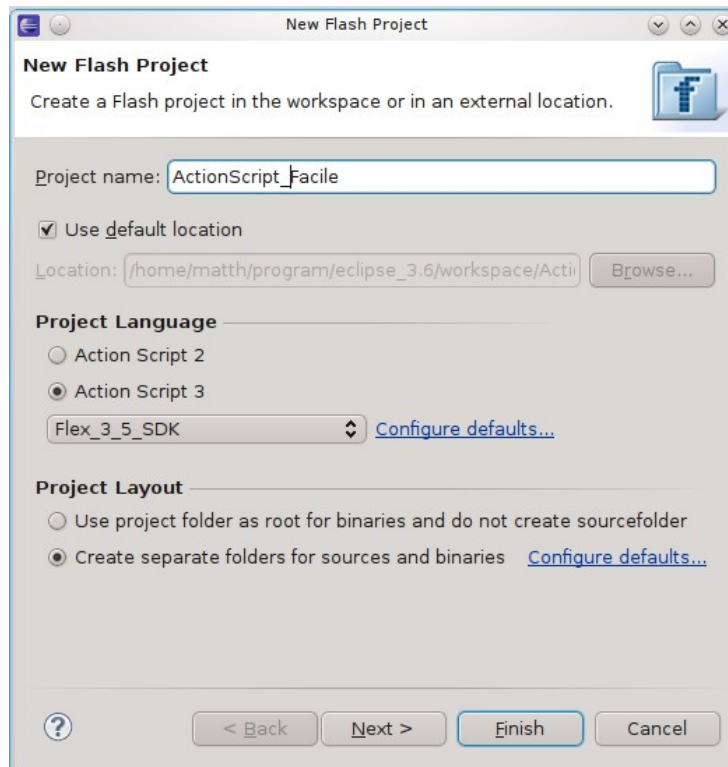 New Flash Project
New Flash Project
Create a Flash project in the workspace or in an external location.
Project name: ActionScript_Facile
Use default location
Location: /home/matth/program/eclipse_3.6/workspace/Acti Browse...
Project Language
Action Script 2
Action Script 3
Flex_3_5_SDK Configure defaults...
Project Layout
Use project folder as root for binaries and do not create sourcefolder
Create separate folders for sources and binaries Configure defaults...
? < Back Next > Finish Cancel